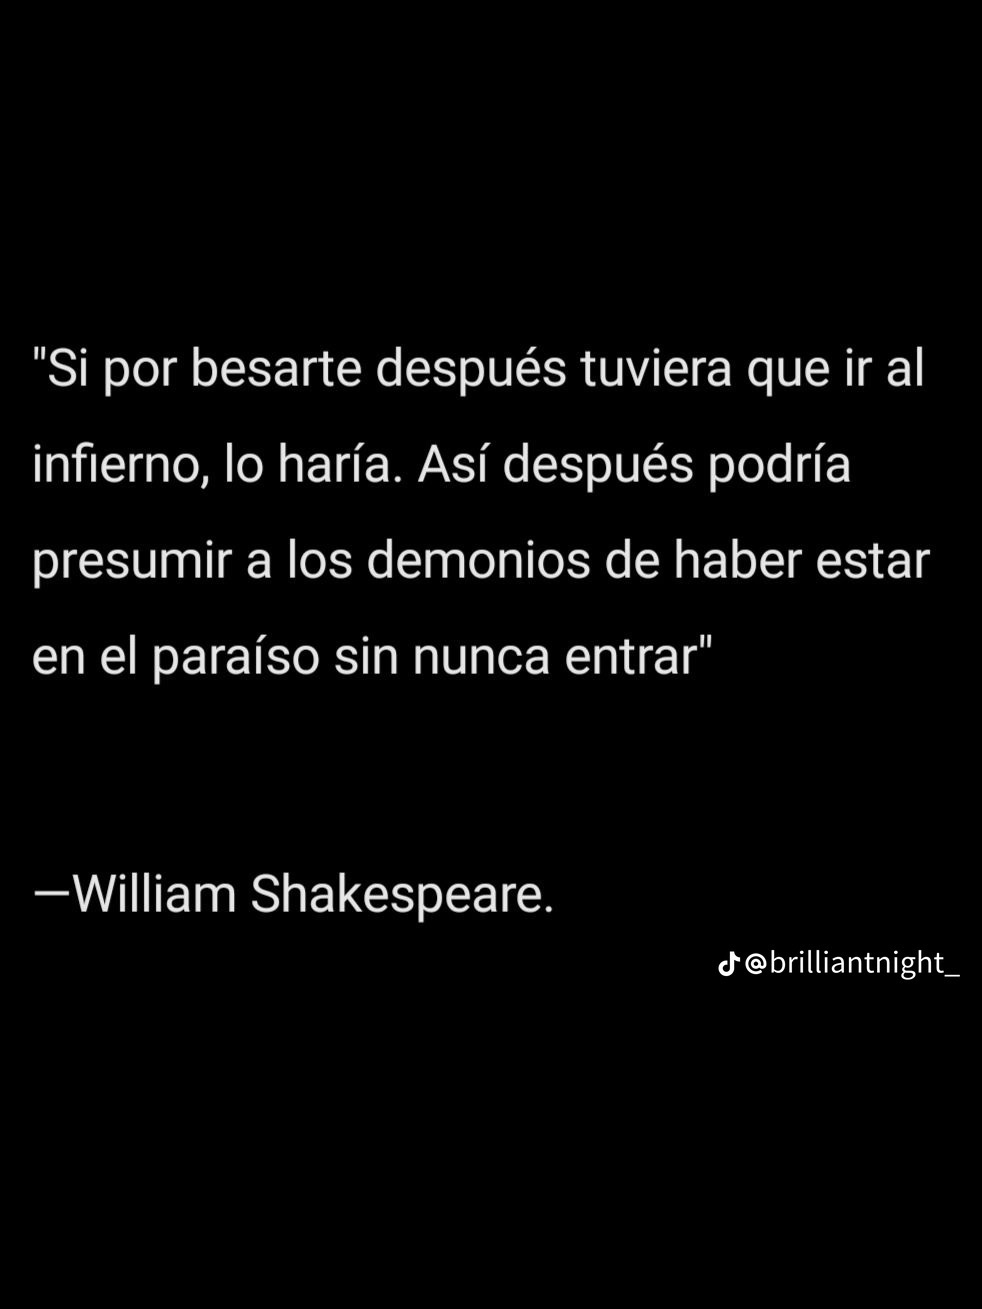 "Si por besarte después tuviera que ir al
infierno, lo haría. Así después podría
presumir a los demonios de haber estar
en el paraíso sin nunca entrar"
—William Shakespeare.
@brilliantnight_